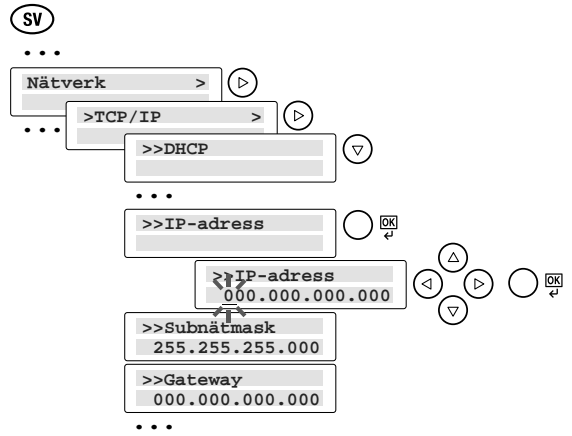 SV
...
Nätverk >
>TCP/IP >
...
>>DHCP
...
>>IP-adress
OK
>>IP-adress
000.000.000.000
OK
>>Subnätmask
255.255.255.000
>>Gateway
000.000.000.000
...